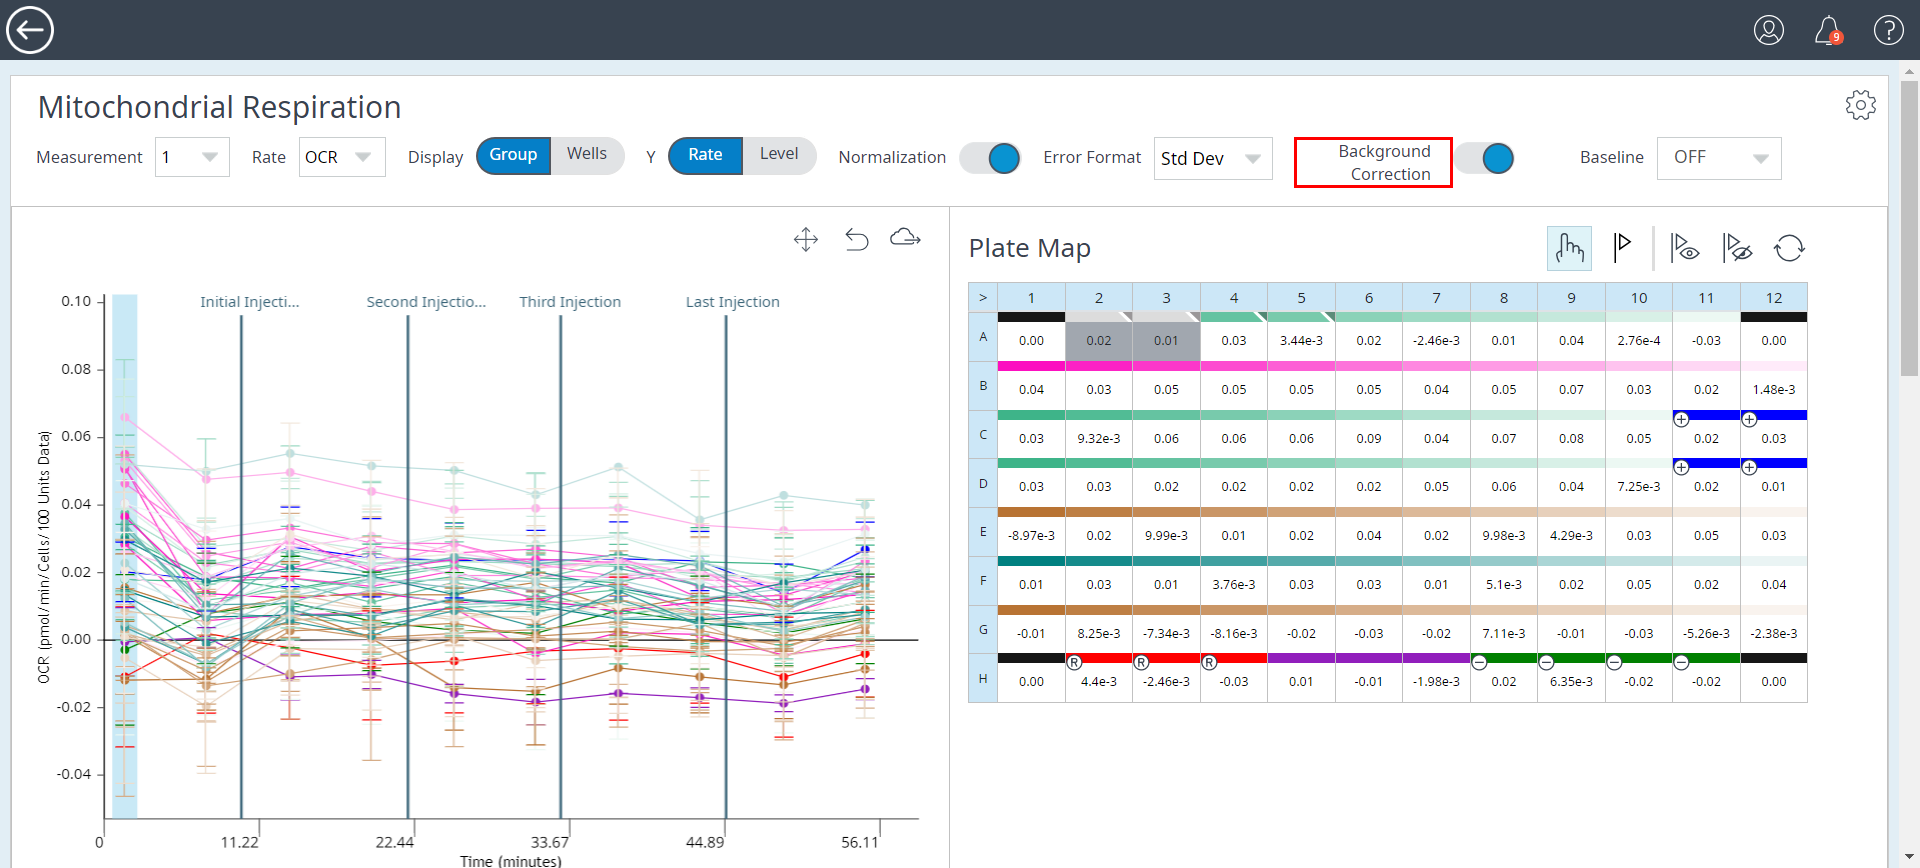 9
?
Mitochondrial Respiration
Measurement 1 Rate OCR Display Group Wells Y Rate Level Normalization Error Format Std Dev Background Correction Baseline OFF
Plate Map
Initial Injecti... Second Injectio... Third Injection Last Injection
0.10
0.08
0.06
0.04
0.02
0.00
-0.02
-0.04
OCR (pmol/min/Cells/100 Units Data)
0 11.22 22.44 33.67 44.89 56.11
Time (minutes)
> 1 2 3 4 5 6 7 8 9 10 11 12
A 0.00 0.02 0.01 0.03 3.44e-3 0.02 -2.46e-3 0.01 0.04 2.76e-4 -0.03 0.00
B 0.04 0.03 0.05 0.05 0.05 0.05 0.04 0.05 0.07 0.03 0.02 1.48e-3
+ +
C 0.03 9.32e-3 0.06 0.06 0.06 0.09 0.04 0.07 0.08 0.05 0.02 0.03
+ +
D 0.03 0.03 0.02 0.02 0.02 0.02 0.05 0.06 0.04 7.25e-3 0.02 0.01
E -8.97e-3 0.02 9.99e-3 0.01 0.02 0.04 0.02 9.98e-3 4.29e-3 0.03 0.05 0.03
F 0.01 0.03 0.01 3.76e-3 0.03 0.03 0.01 5.1e-3 0.02 0.05 0.02 0.04
G -0.01 8.25e-3 -7.34e-3 -8.16e-3 -0.02 -0.03 -0.02 7.11e-3 -0.01 -0.03 -5.26e-3 -2.38e-3
R R R − − − −
H 0.00 4.4e-3 -2.46e-3 -0.03 0.01 -0.01 -1.98e-3 0.02 6.35e-3 -0.02 -0.02 0.00